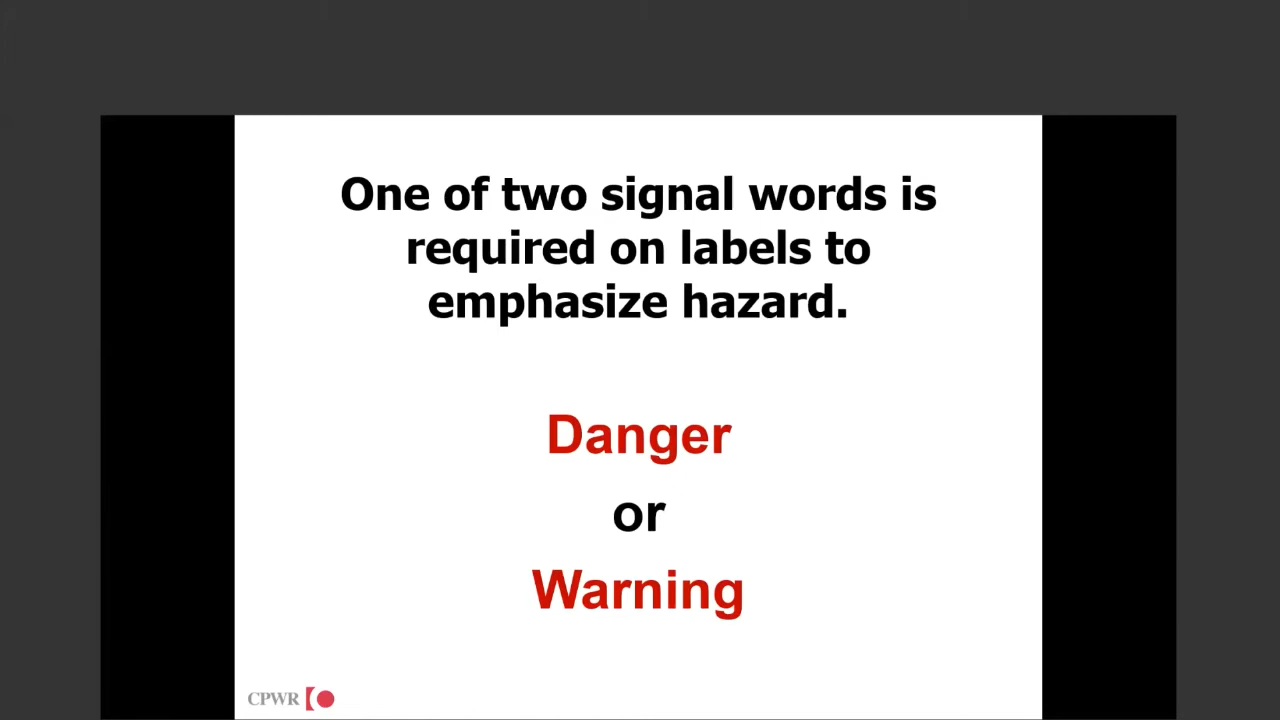 One of two signal words is
required on labels to
emphasize hazard.
Danger
or
Warning
CPWR